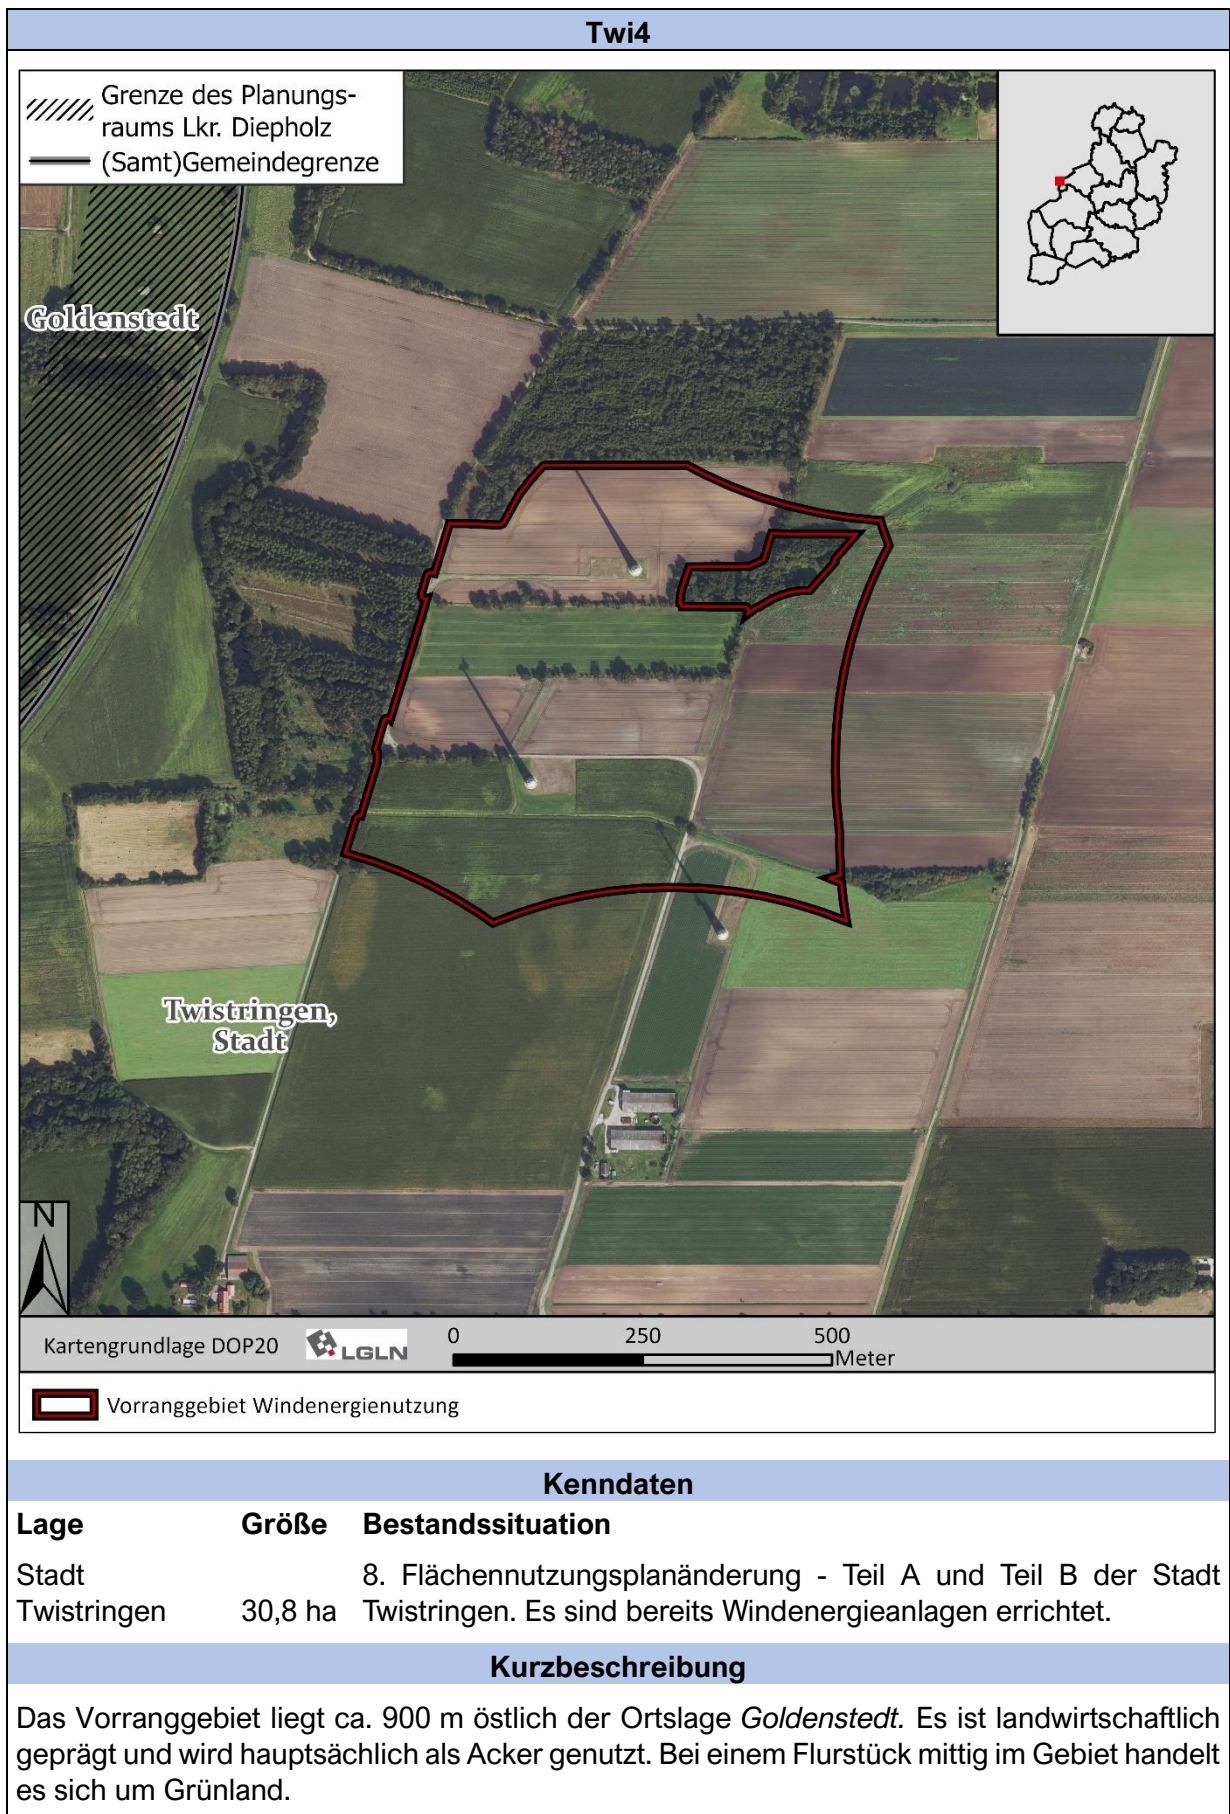 Twi4
Grenze des Planungs-
raums Lkr. Diepholz
(Samt)Gemeindegrenze
Goldenstedt
Twistringen,
Stadt
N
Kartengrundlage DOP20 LGLN 0 250 500
Meter
Vorranggebiet Windenergienutzung
Kenndaten
Lage Größe Bestandssituation
Stadt 8. Flächennutzungsplanänderung - Teil A und Teil B der Stadt
Twistringen 30,8 ha Twistringen. Es sind bereits Windenergieanlagen errichtet.
Kurzbeschreibung
Das Vorranggebiet liegt ca. 900 m östlich der Ortslage Goldenstedt. Es ist landwirtschaftlich
geprägt und wird hauptsächlich als Acker genutzt. Bei einem Flurstück mittig im Gebiet handelt
es sich um Grünland.